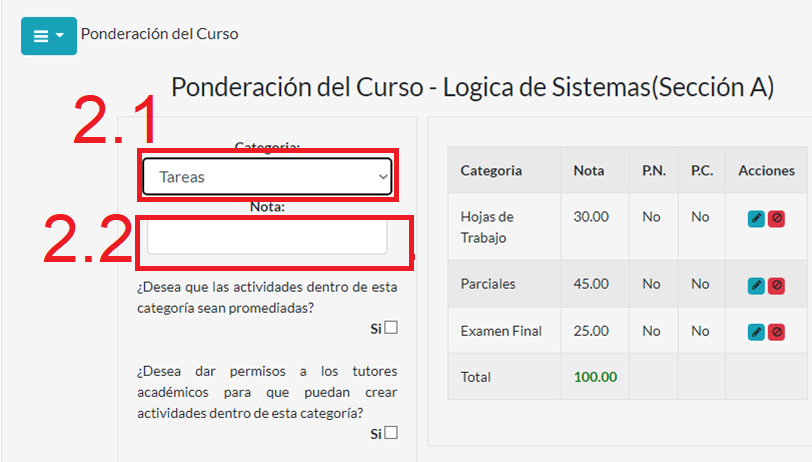 Ponderación del Curso
Ponderación del Curso - Logica de Sistemas(Sección A)
2.1
Categoria:
Tareas
2.2
Nota:
¿Desea que las actividades dentro de esta
categoría sean promediadas?
Si
¿Desea dar permisos a los tutores
académicos para que puedan crear
actividades dentro de esta categoría?
Si
Categoria Nota P.N. P.C. Acciones
Hojas de
Trabajo 30.00 No No
Parciales 45.00 No No
Examen Final 25.00 No No
Total 100.00